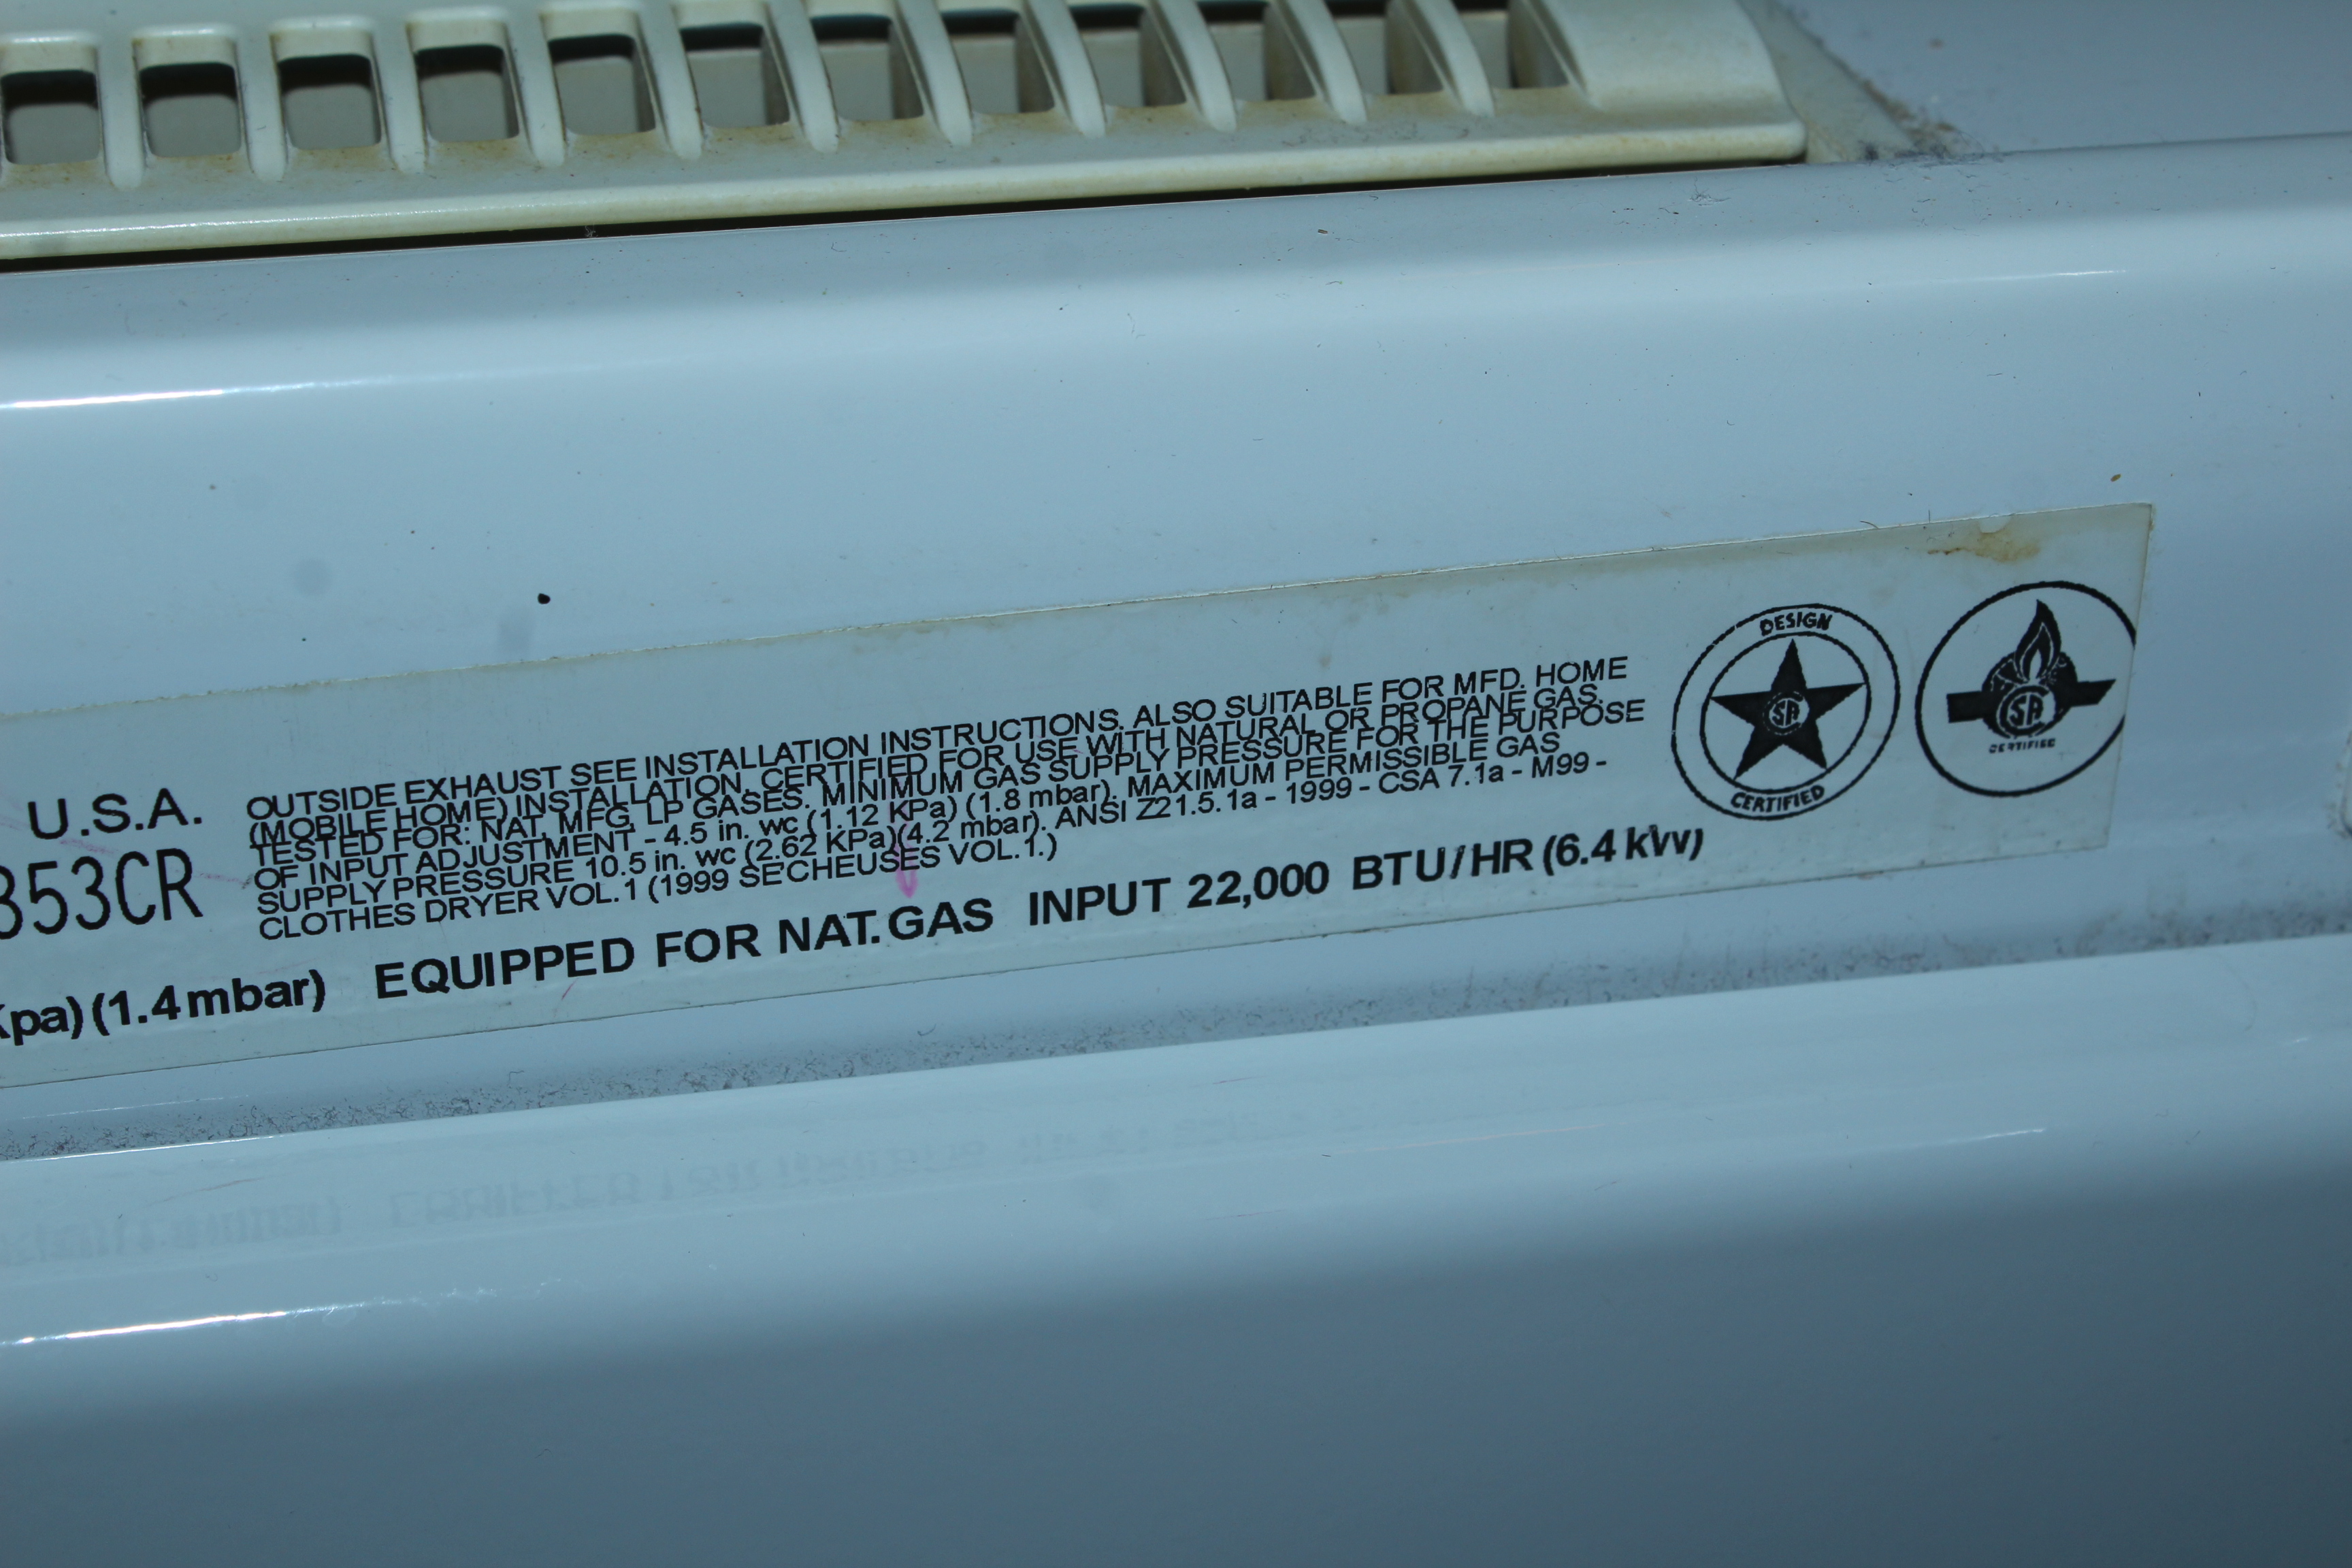 U.S.A.
353CR
OUTSIDE EXHAUST SEE INSTALLATION INSTRUCTIONS. ALSO SUITABLE FOR MFD. HOME
(MOBILE HOME) INSTALLATION. CERTIFIED FOR USE WITH NATURAL OR PROPANE GAS.
TESTED FOR: NAT. MFG. LP GASES. MINIMUM GAS SUPPLY PRESSURE FOR THE PURPOSE
OF INPUT ADJUSTMENT - 4.5 in. wc (1.12 KPa) (1.8 mbar). MAXIMUM PERMISSIBLE GAS
SUPPLY PRESSURE 10.5 in. wc (2.62 KPa)(4.2 mbar). ANSI Z21.5.1a - 1999 - CSA 7.1a - M99 -
CLOTHES DRYER VOL.1 (1999 SECHEUSES VOL.1.)
Kpa) (1.4 mbar) EQUIPPED FOR NAT. GAS INPUT 22,000 BTU/HR (6.4 kW)
DESIGN
SA
CERTIFIED
SA
CERTIFIED